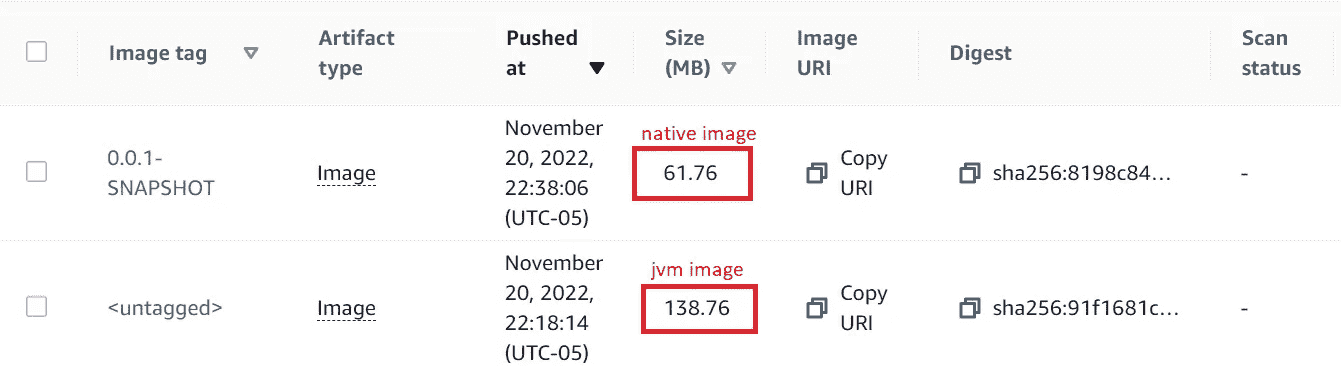 Image tag
Artifact
type
Pushed
at
Size
(MB)
Image
URI
Digest
Scan
status
0.0.1-
SNAPSHOT
Image
November
20, 2022,
22:38:06
(UTC-05)
native image
61.76
Copy
URI
sha256:8198c84...
-
<untagged>
Image
November
20, 2022,
22:18:14
(UTC-05)
jvm image
138.76
Copy
URI
sha256:91f1681c...
-